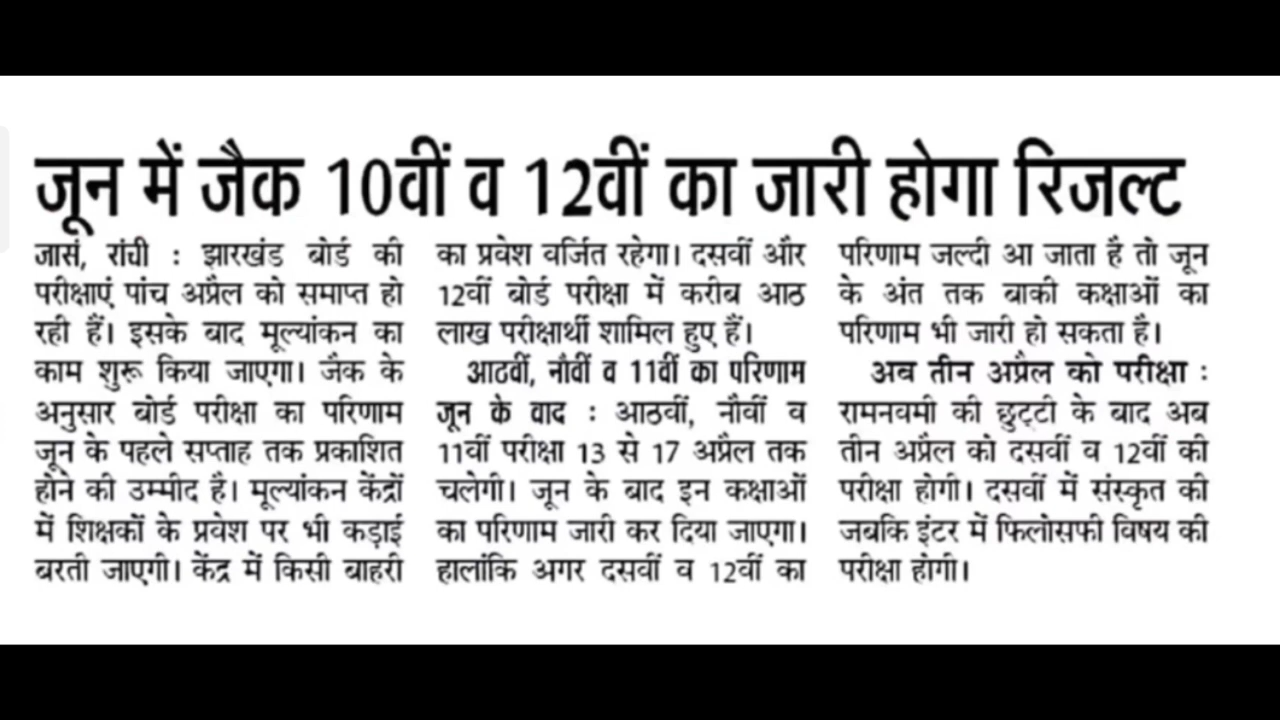 जून में जैक 10वीं व 12वीं का जारी होगा रिजल्ट
जासं, रांची : झारखंड बोर्ड की
परीक्षाएं पांच अप्रैल को समाप्त हो
रही हैं। इसके बाद मूल्यांकन का
काम शुरू किया जाएगा। जैक के
अनुसार बोर्ड परीक्षा का परिणाम
जून के पहले सप्ताह तक प्रकाशित
होने की उम्मीद है। मूल्यांकन केंद्रों
में शिक्षकों के प्रवेश पर भी कड़ाई
बरती जाएगी। केंद्र में किसी बाहरी
का प्रवेश वर्जित रहेगा। दसवीं और
12वीं बोर्ड परीक्षा में करीब आठ
लाख परीक्षार्थी शामिल हुए हैं।
आठवीं, नौवीं व 11वीं का परिणाम
जून के वाद : आठवीं, नौवीं व
11वीं परीक्षा 13 से 17 अप्रैल तक
चलेगी। जून के बाद इन कक्षाओं
का परिणाम जारी कर दिया जाएगा।
हालांकि अगर दसवीं व 12वीं का
परिणाम जल्दी आ जाता है तो जून
के अंत तक बाकी कक्षाओं का
परिणाम भी जारी हो सकता है।
अब तीन अप्रैल को परीक्षा :
रामनवमी की छुट्टी के बाद अब
तीन अप्रैल को दसवीं व 12वीं की
परीक्षा होगी। दसवीं में संस्कृत की
जबकि इंटर में फिलोसफी विषय की
परीक्षा होगी।